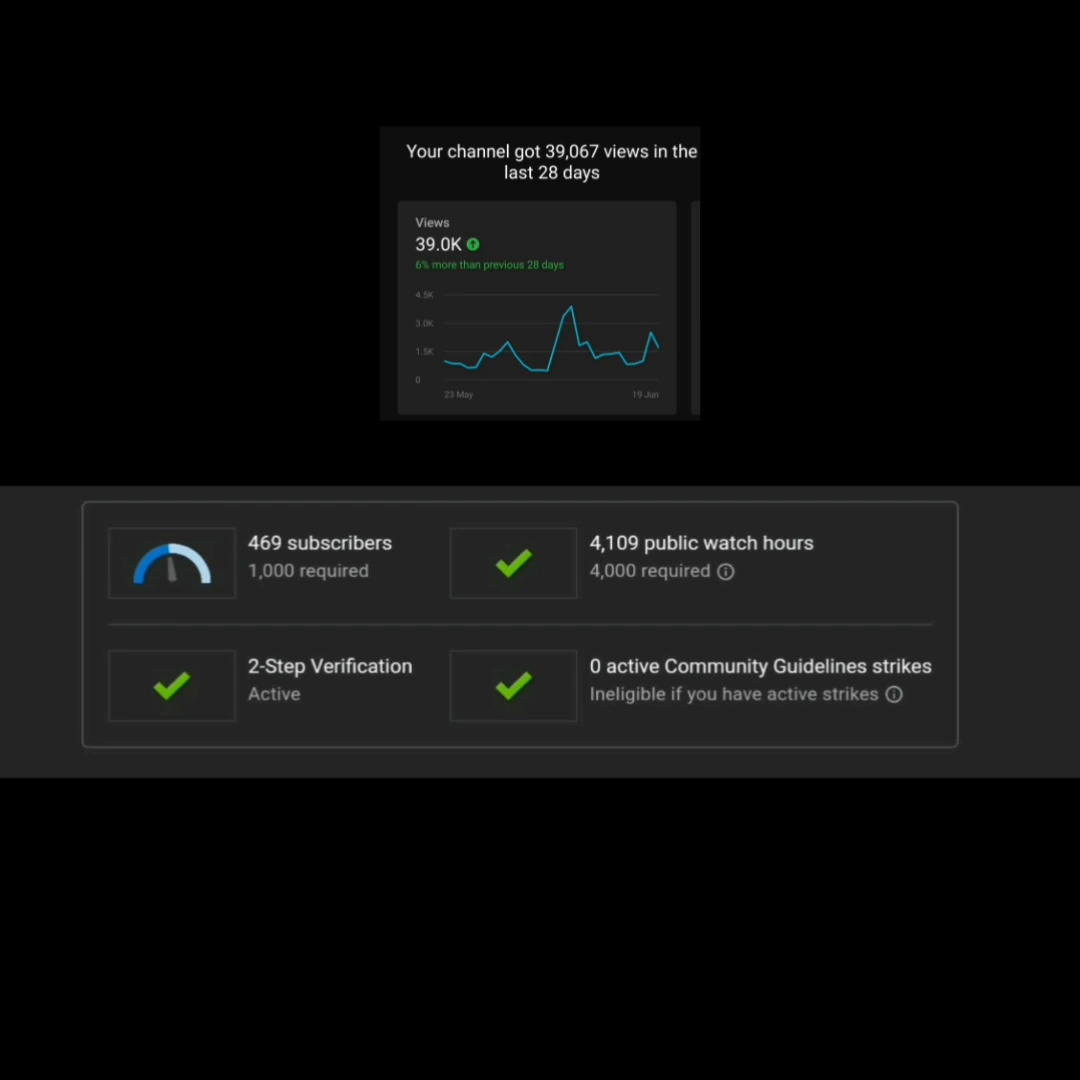 Your channel got 39,067 views in the
last 28 days
Views
39.0K
6% more than previous 28 days
4.5K
3.0K
1.5K
0
23 May
19 Jun
469 subscribers
1,000 required
4,109 public watch hours
4,000 required
2-Step Verification
Active
0 active Community Guidelines strikes
Ineligible if you have active strikes